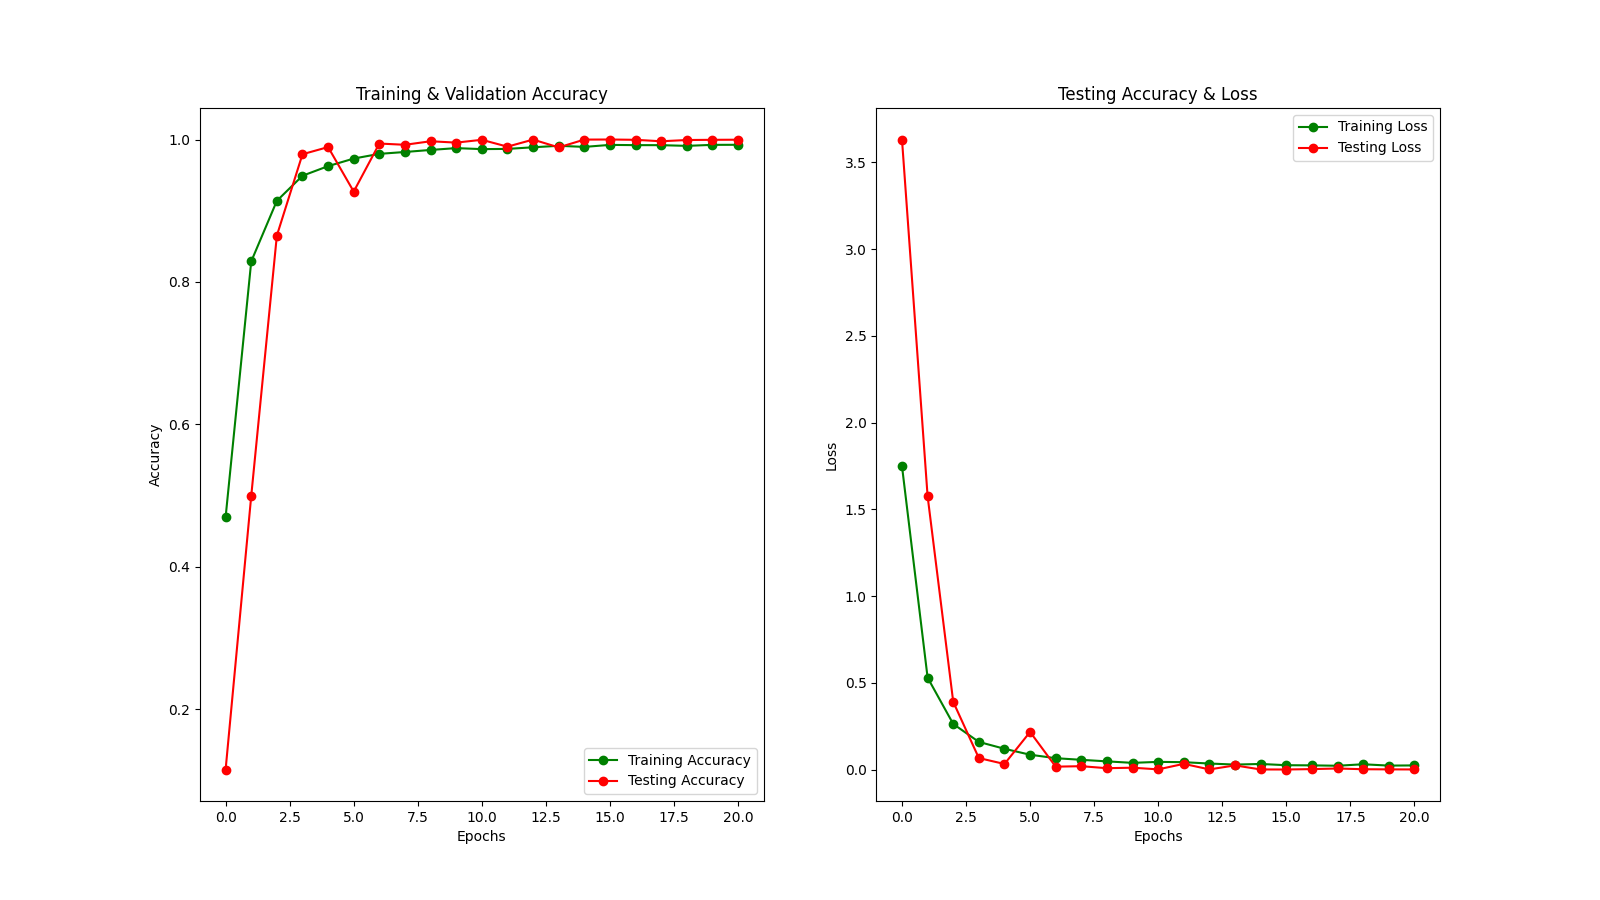 Training & Validation Accuracy
1.0
0.8
0.6
0.4
0.2
Accuracy
Training Accuracy
Testing Accuracy
0.0 2.5 5.0 7.5 10.0 12.5 15.0 17.5 20.0
Epochs
Testing Accuracy & Loss
Training Loss
Testing Loss
3.5
3.0
2.5
2.0
1.5
1.0
0.5
0.0
Loss
0.0 2.5 5.0 7.5 10.0 12.5 15.0 17.5 20.0
Epochs